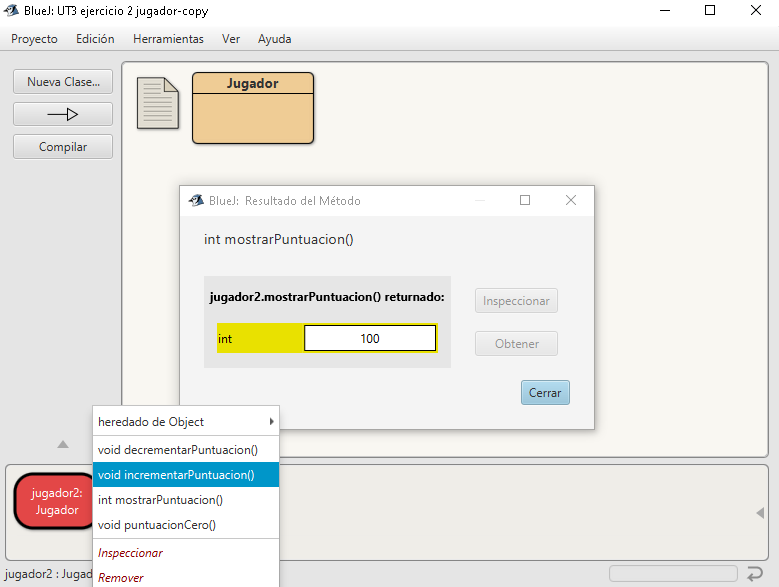 BlueJ: UT3 ejercicio 2 jugador-copy
Proyecto Edición Herramientas Ver Ayuda
Nueva Clase...
Compilar
Jugador
BlueJ: Resultado del Método
int mostrarPuntuacion()
jugador2.mostrarPuntuacion() returnado:
int 100
Inspeccionar
Obtener
Cerrar
heredado de Object
void decrementarPuntuacion()
void incrementarPuntuacion()
int mostrarPuntuacion()
void puntuacionCero()
Inspeccionar
Remover
jugador2:
Jugador
jugador2 : Jugad